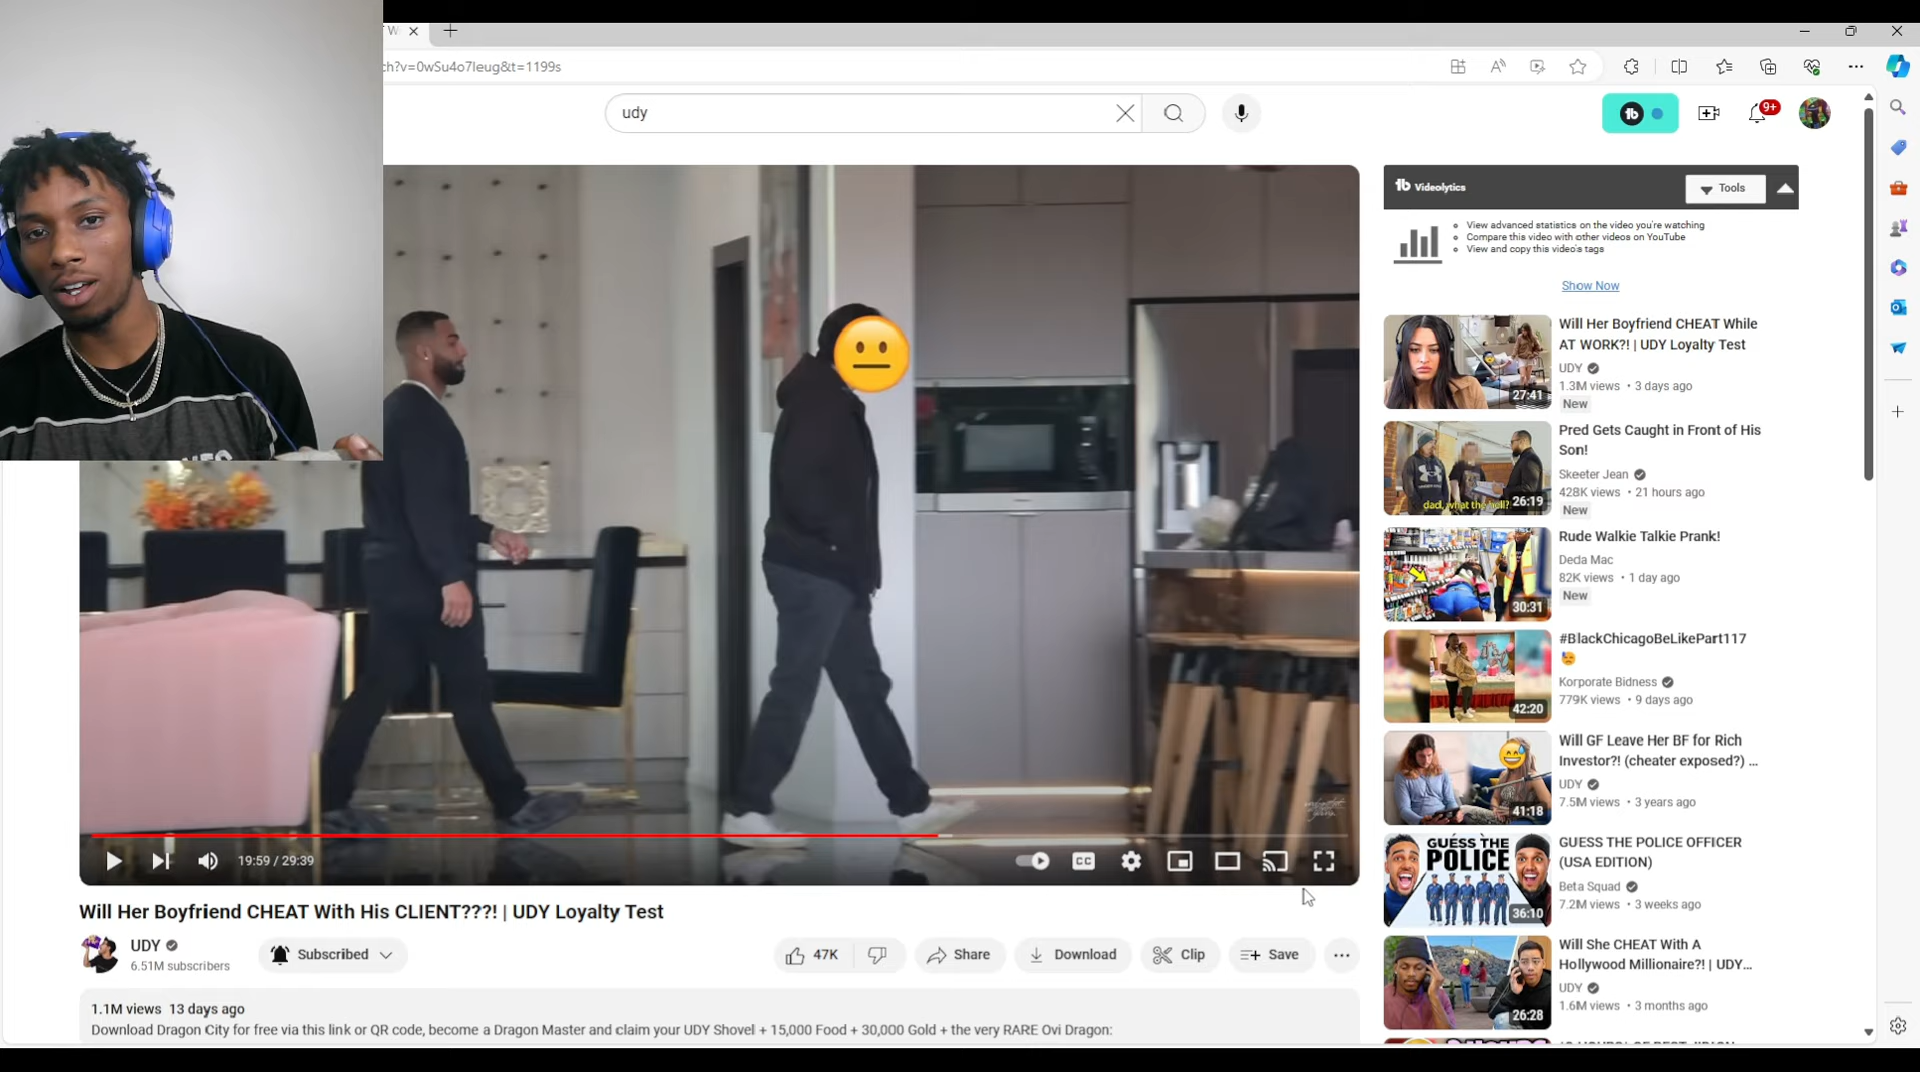 W
ch?v=0wSu4o7Ieug&t=1199s
udy
9+
Videolytics
Tools
View advanced statistics on the video you're watching
Compare this video with other videos on YouTube
View and copy this video's tags
Show Now
Will Her Boyfriend CHEAT While
AT WORK?! | UDY Loyalty Test
UDY
1.3M views • 3 days ago
New
27:41
Pred Gets Caught in Front of His
Son!
Skeeter Jean
428K views • 21 hours ago
New
dad, what the hell?
26:19
Rude Walkie Talkie Prank!
Deda Mac
82K views • 1 day ago
New
30:31
#BlackChicagoBeLikePart117
Korporate Bidness
779K views • 9 days ago
42:20
Will GF Leave Her BF for Rich
Investor?! (cheater exposed?) ...
UDY
7.5M views • 3 years ago
41:18
GUESS THE POLICE OFFICER
(USA EDITION)
Beta Squad
7.2M views • 3 weeks ago
GUESS THE
POLICE
36:10
Will She CHEAT With A
Hollywood Millionaire?! | UDY...
UDY
1.6M views • 3 months ago
26:28
19:59 / 29:39
CC
Will Her Boyfriend CHEAT With His CLIENT???! | UDY Loyalty Test
UDY
6.51M subscribers
Subscribed
47K
Share
Download
Clip
Save
1.1M views 13 days ago
Download Dragon City for free via this link or QR code, become a Dragon Master and claim your UDY Shovel + 15,000 Food + 30,000 Gold + the very RARE Ovi Dragon: